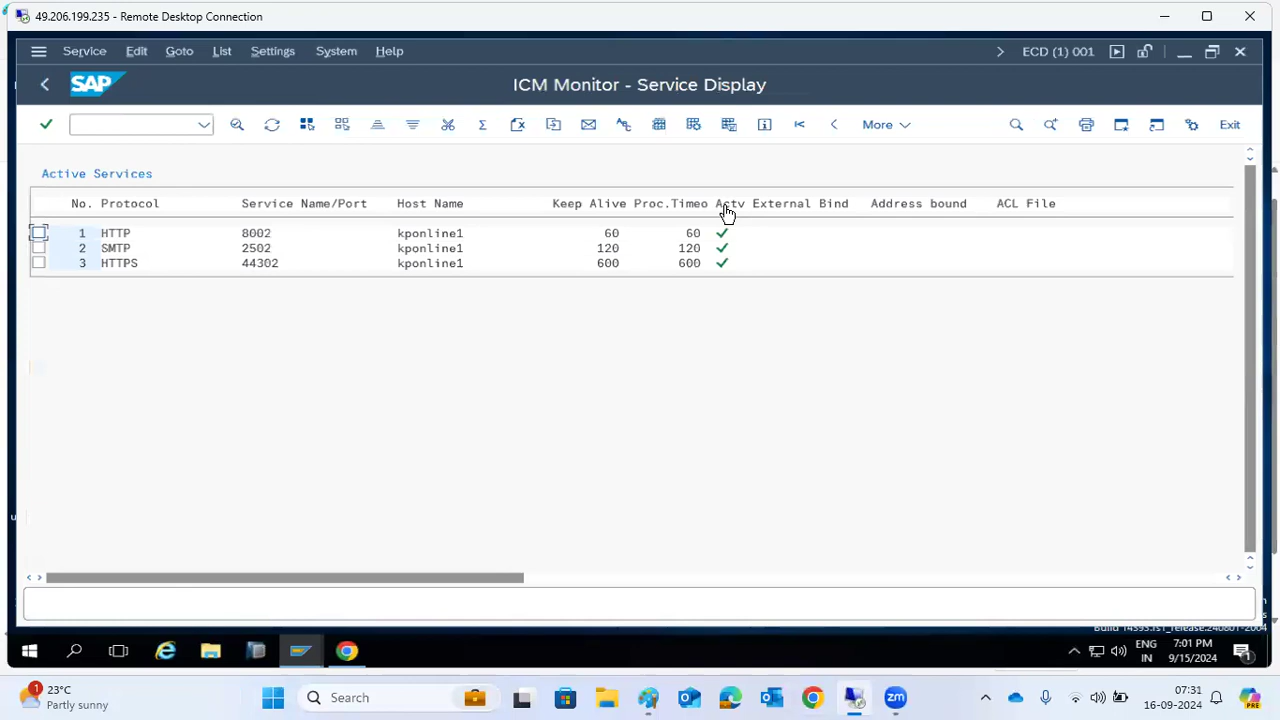 49.206.199.235 - Remote Desktop Connection
Service Edit Goto List Settings System Help ECD (1) 001
SAP ICM Monitor - Service Display
More Exit
Active Services
No. Protocol Service Name/Port Host Name Keep Alive Proc.Timeo Actv External Bind Address bound ACL File
1 HTTP 8002 kponline1 60 60
2 SMTP 2502 kponline1 120 120
3 HTTPS 44302 kponline1 600 600
ENG 7:01 PM
IN 9/15/2024 1
1 23°C
Partly sunny
Search
zm
PRE
07:31
16-09-2024